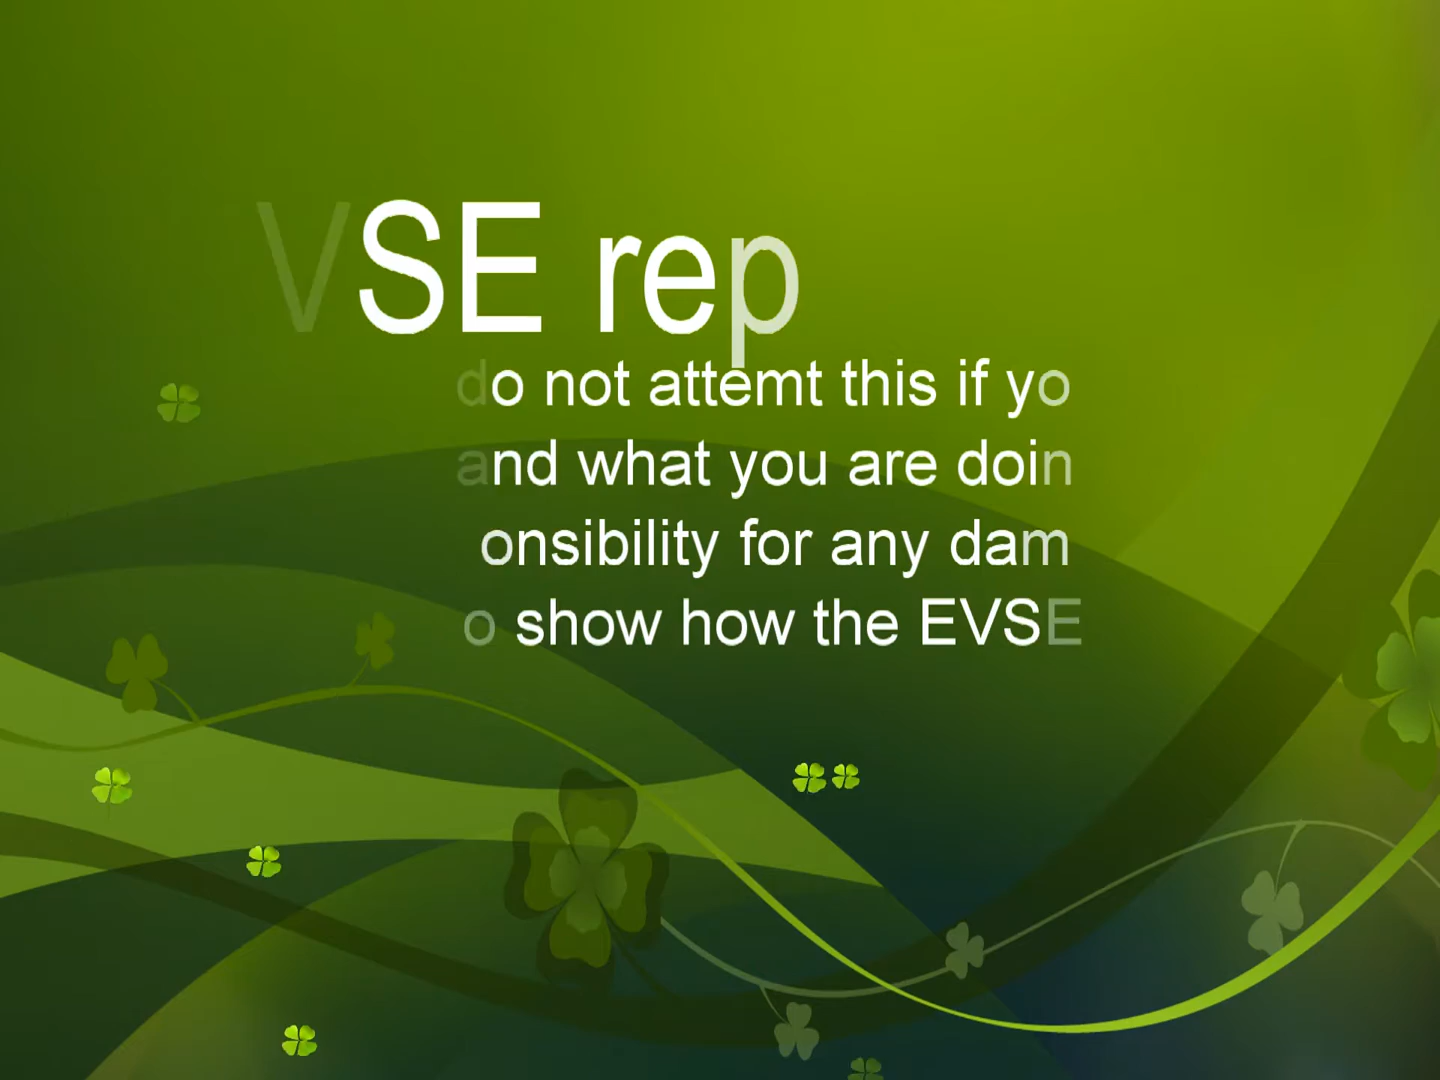 VSE rep
do not attemt this if yo
and what you are doin
onsibility for any dam
o show how the EVSE